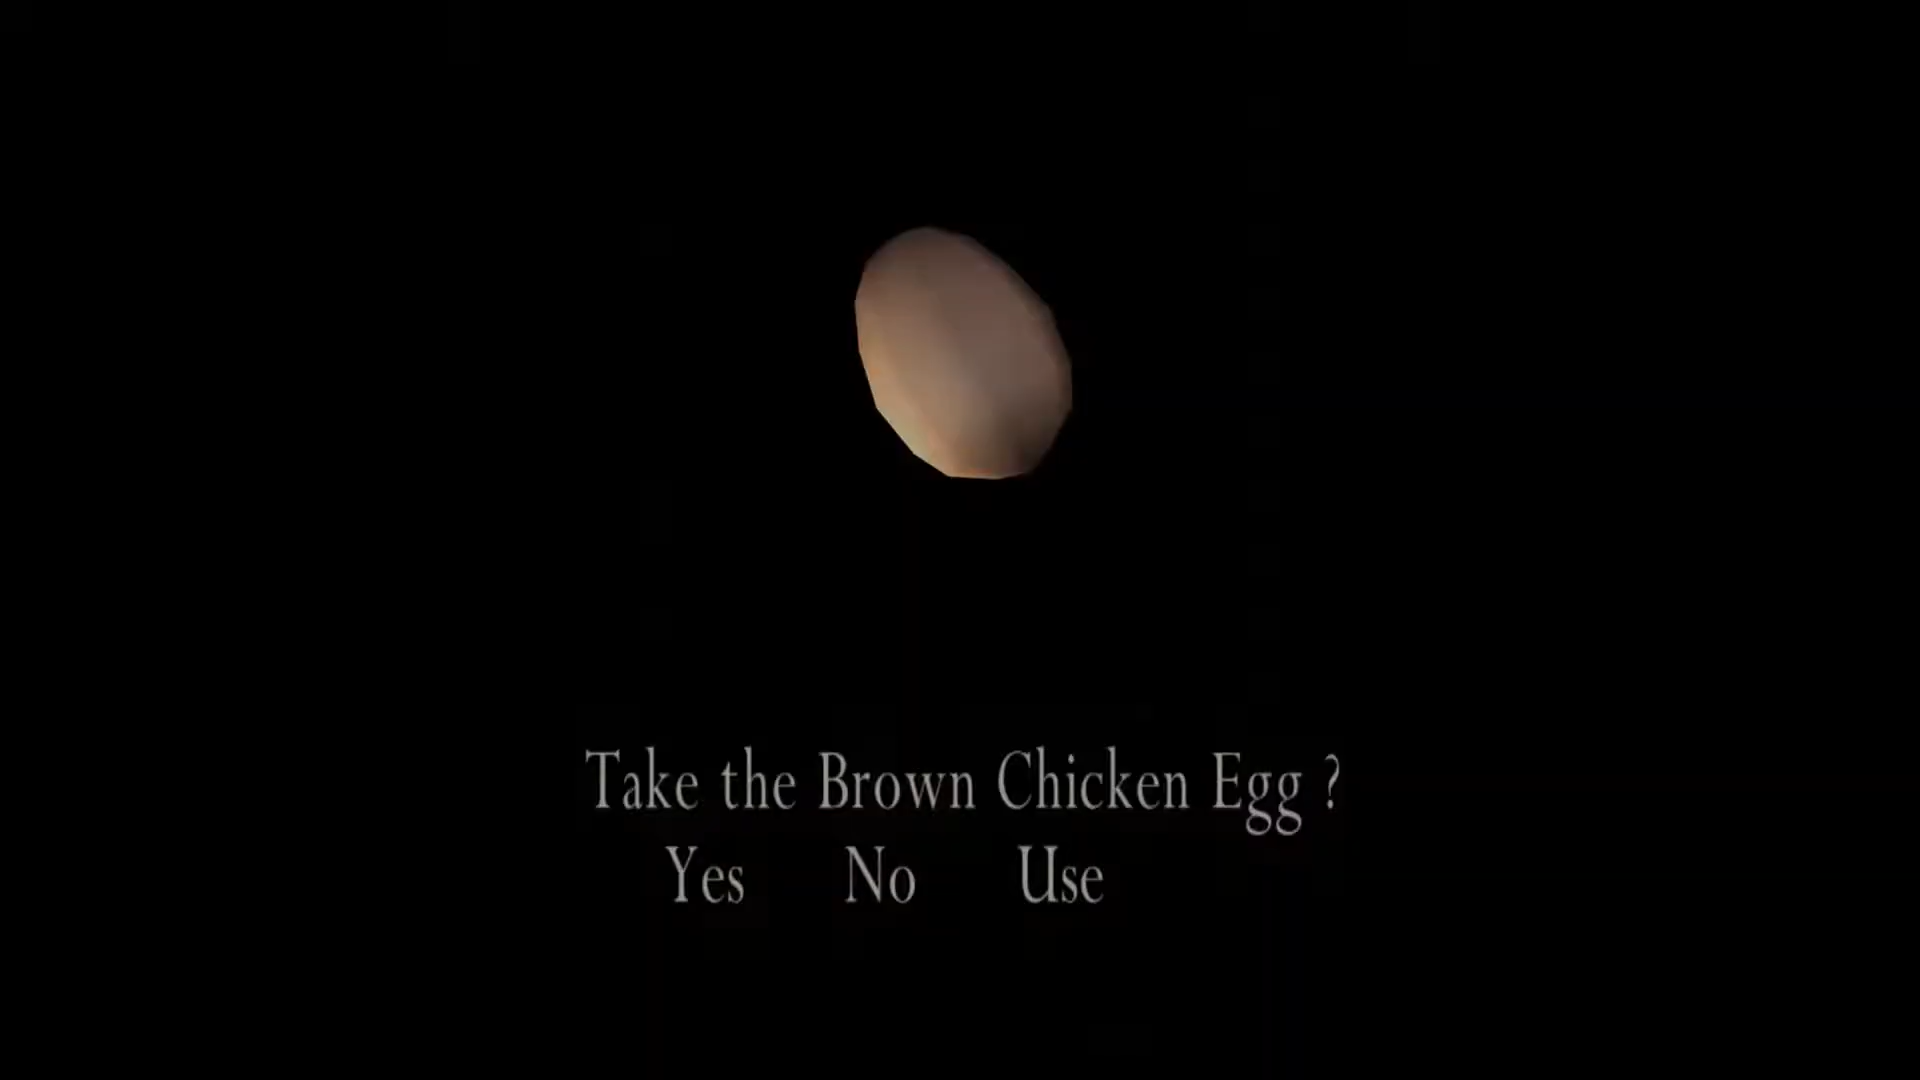 Take the Brown Chicken Egg ?
Yes No Use